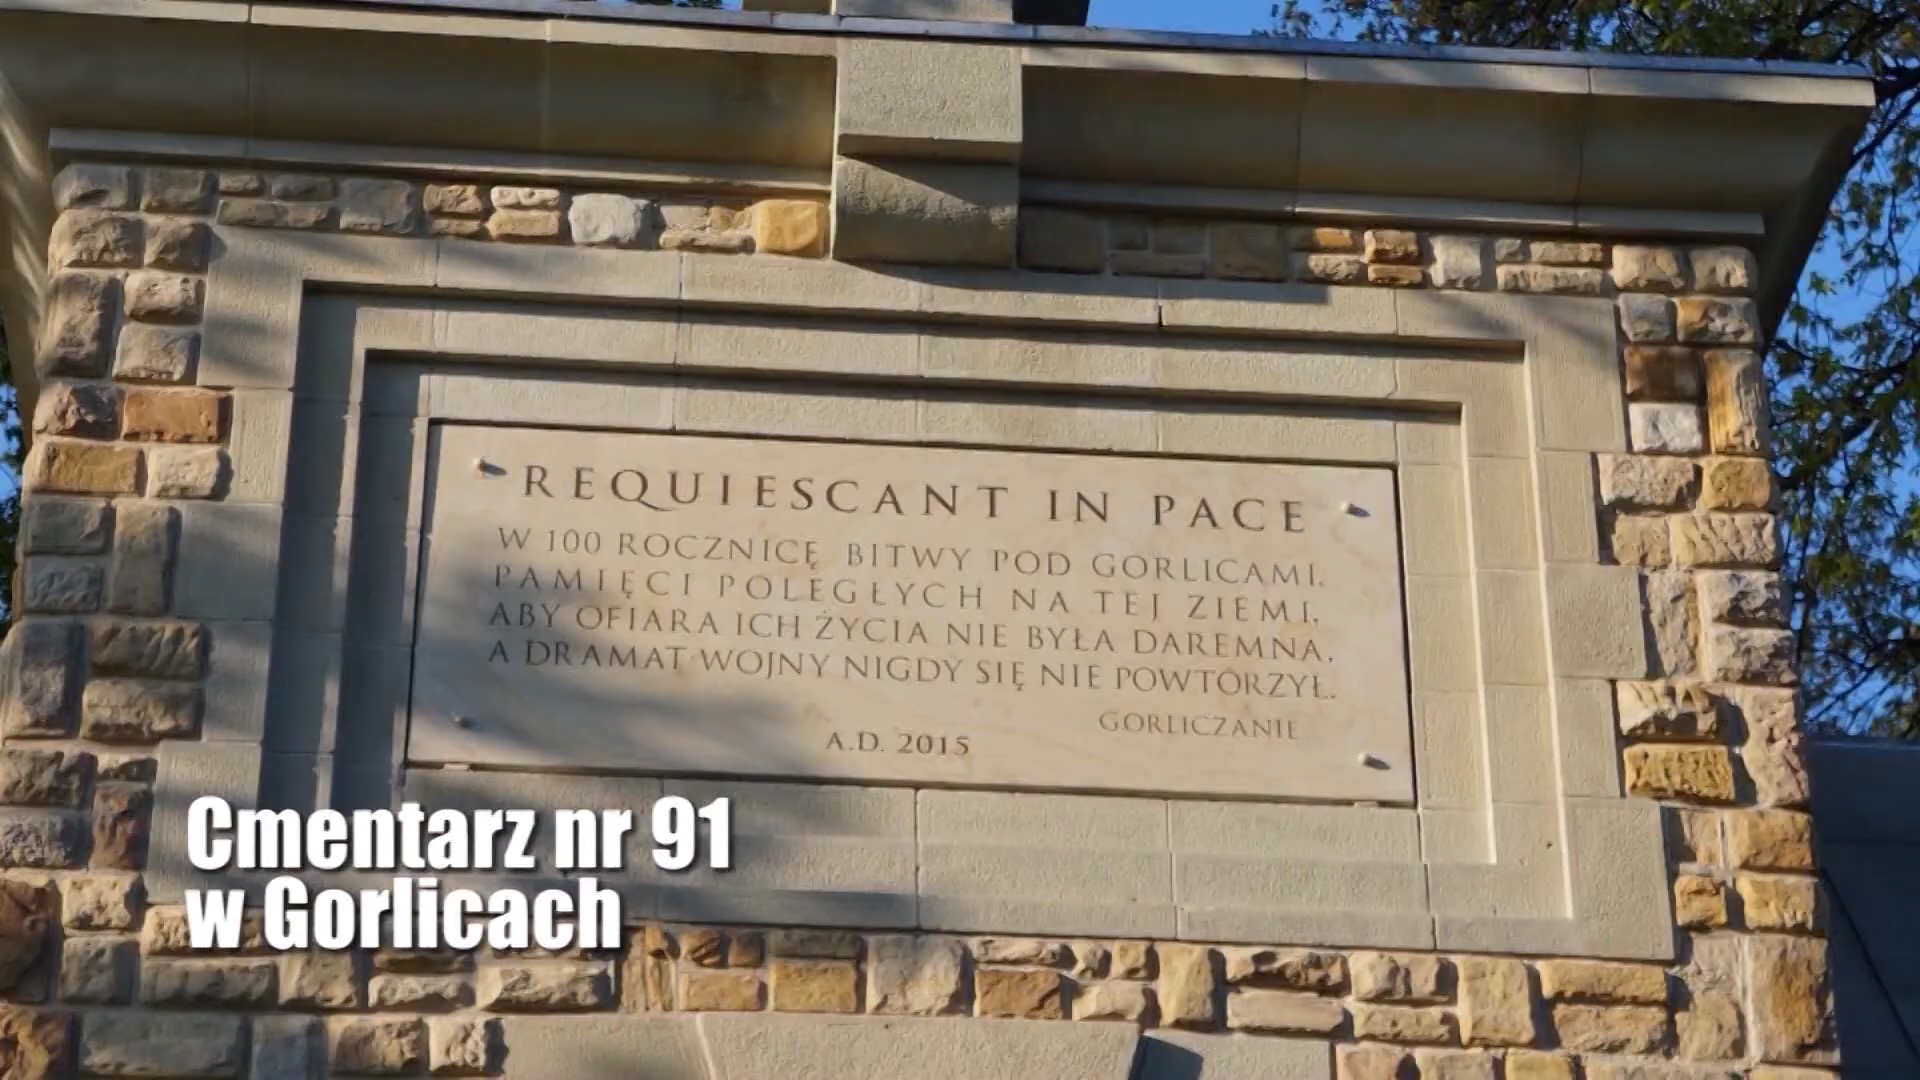 REQUIESCANT IN PACE
W 100 ROCZNICĘ BITWY POD GORLICAMI,
PAMIĘCI POLEGŁYCH NA TEJ ZIEMI,
ABY OFIARA ICH ŻYCIA NIE BYŁA DAREMNA,
A DRAMAT WOJNY NIGDY SIĘ NIE POWTÓRZYŁ.
GORLICZANIE
A.D. 2015
Cmentarz nr 91
w Gorlicach